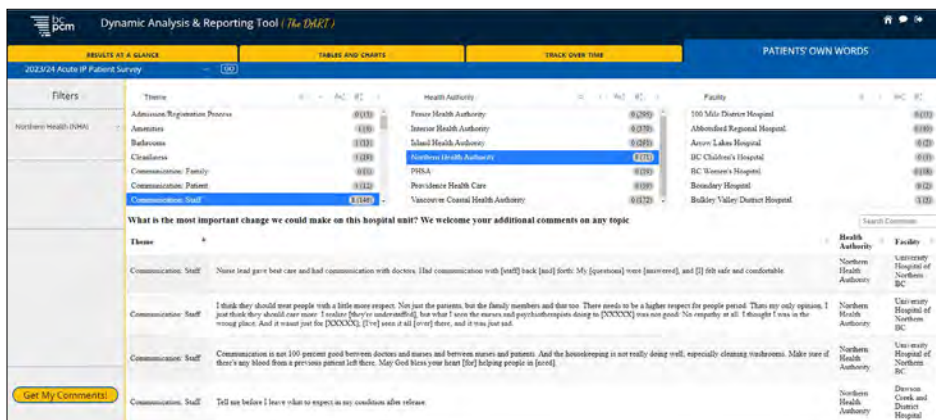 bc pcm
Dynamic Analysis & Reporting Tool (The DART)
RESULTS AT A GLANCE
TABLES AND CHARTS
TRACK OVER TIME
PATIENTS' OWN WORDS
2023/24 Acute IP Patient Survey
GO
Filters
Northern Health (NHA)
Theme
Admission/Registration Process
Amenities
Bathrooms
Cleanliness
Communication: Family
Communication: Patient
Communication: Staff
Health Authority
Fraser Health Authority
Interior Health Authority
Island Health Authority
Northern Health Authority
PHSA
Providence Health Care
Vancouver Coastal Health Authority
Facility
100 Mile District Hospital
Abbotsford Regional Hospital
Arrow Lakes Hospital
BC Children's Hospital
BC Women's Hospital
Boundary Hospital
Bulkley Valley District Hospital
What is the most important change we could make on this hospital unit? We welcome your additional comments on any topic
Search Comments
Theme
Health Authority
Facility
Communication: Staff
Nurse lead gave best care and had communication with doctors. Had communication with [staff] back [and] forth: My [questions] were [answered], and [I] felt safe and comfortable.
Northern Health Authority
University Hospital of Northern BC
Communication: Staff
I think they should treat people with a little more respect. Not just the patients, but the family members and that too. There needs to be a higher respect for people period. Thats my only opinion, I
just think they should care more. I realize [they're understaffed], but what I seen the nurses and psychiotherapists doing to [XXXXX] was not good. No empathy at all. I thought I was in the
wrong place. And it wasnt just for [XXXXX], [I've] seen it all [over] there, and it was just sad.
Northern Health Authority
University Hospital of Northern BC
Communication: Staff
Communication is not 100 percent good between doctors and nurses and between nurses and patients. And the housekeeping is not really doing well, especially cleaning washrooms. Make sure if
there's any blood from a previous patient left there. May God bless your heart [for] helping people in [need].
Northern Health Authority
University Hospital of Northern BC
Communication: Staff
Tell me before I leave what to expect in my condition after release.
Northern Health Authority
Dawson Creek and District Hospital
Get My Comments!